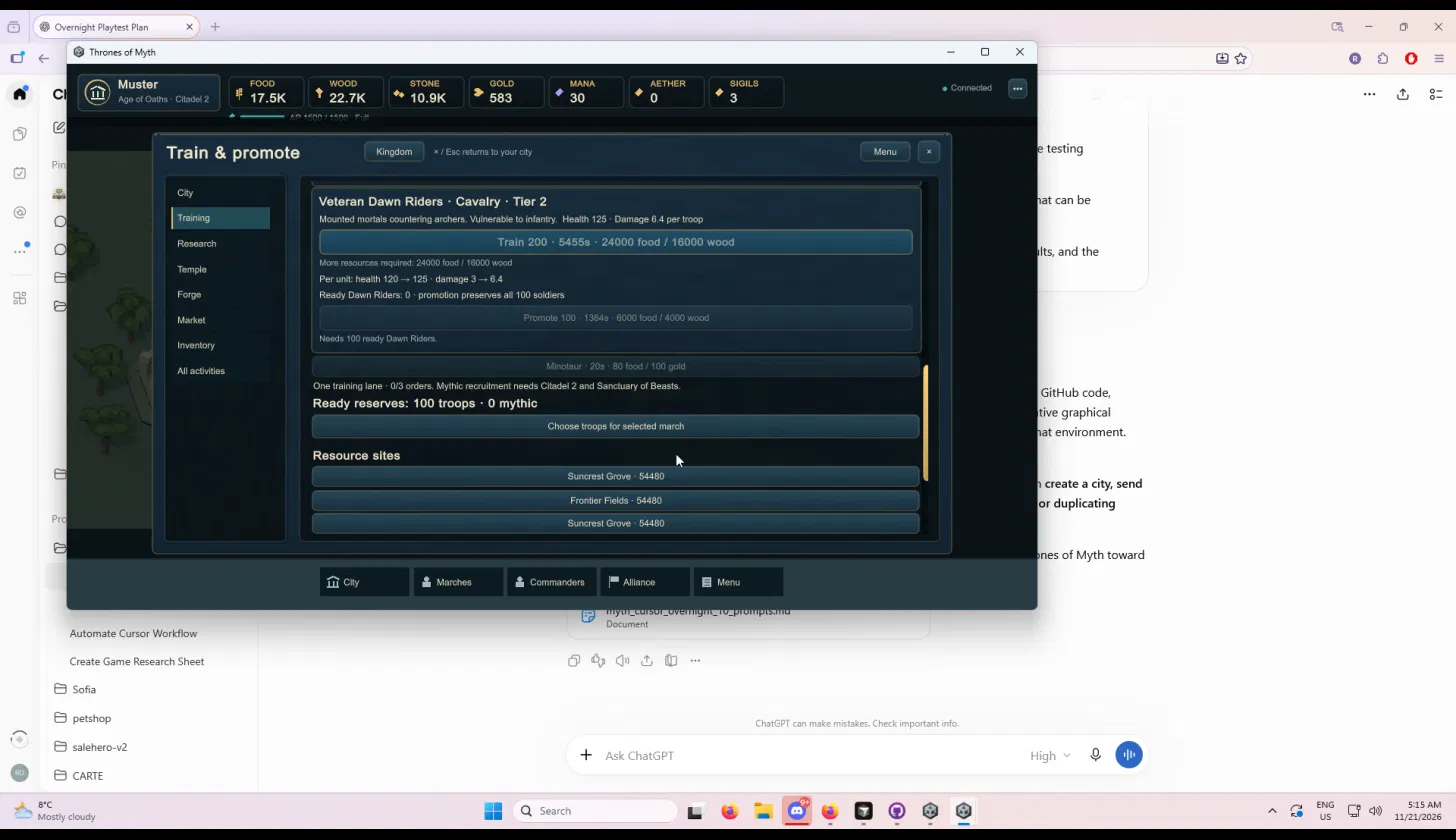 Overnight Playtest Plan
Thrones of Myth
Muster
Age of Oaths · Citadel 2
FOOD
17.5K
WOOD
22.7K
STONE
10.9K
GOLD
583
MANA
30
AETHER
0
SIGILS
3
Connected
AP 1500 / 1500 · Full
Train & promote
Kingdom
× / Esc returns to your city
Menu
×
City
Training
Research
Temple
Forge
Market
Inventory
All activities
Veteran Dawn Riders · Cavalry · Tier 2
Mounted mortals countering archers. Vulnerable to infantry. Health 125 · Damage 6.4 per troop
Train 200 · 5455s · 24000 food / 16000 wood
More resources required: 24000 food / 16000 wood
Per unit: health 120 → 125 · damage 3 → 6.4
Ready Dawn Riders: 0 · promotion preserves all 100 soldiers
Promote 100 · 1364s · 6000 food / 4000 wood
Needs 100 ready Dawn Riders.
Minotaur · 20s · 80 food / 100 gold
One training lane · 0/3 orders. Mythic recruitment needs Citadel 2 and Sanctuary of Beasts.
Ready reserves: 100 troops · 0 mythic
Choose troops for selected march
Resource sites
Suncrest Grove · 54480
Frontier Fields · 54480
Suncrest Grove · 54480
City
Marches
Commanders
Alliance
Menu
Pin
Pro
e testing
hat can be
ults, and the
GitHub code,
tive graphical
hat environment.
create a city, send
or duplicating
ones of Myth toward
myth_cursor_overnight_10_prompts.md
Document
Automate Cursor Workflow
Create Game Research Sheet
Sofia
petshop
salehero-v2
CARTE
ChatGPT can make mistakes. Check important info.
Ask ChatGPT
High
RD
8°C
Mostly cloudy
Search
9+
ENG
US
5:15 AM
11/21/2026